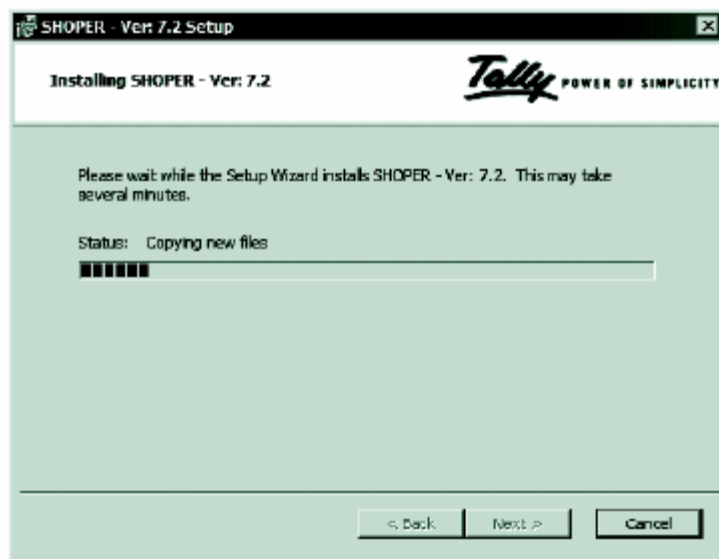 SHOPER - Ver: 7.2 Setup
Installing SHOPER - Ver: 7.2
Tally POWER OF SIMPLICITY
Please wait while the Setup Wizard installs SHOPER - Ver: 7.2. This may take
several minutes.
Status: Copying new files
< Back Next > Cancel